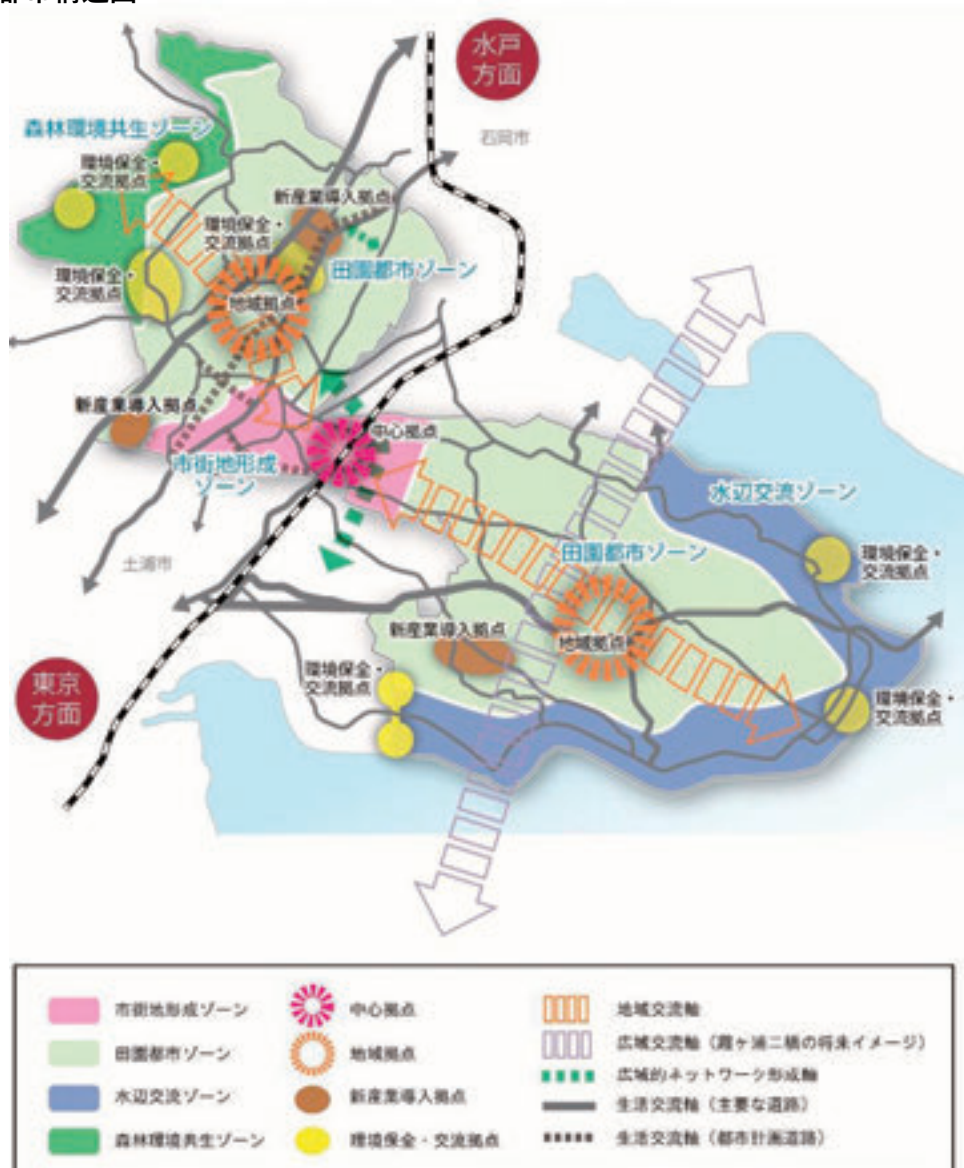 水戸
方面
石岡市
森林環境共生ゾーン
環境保全・
交流拠点
新産業導入拠点
環境保全・
交流拠点
環境保全・
交流拠点
田園都市ゾーン
地域拠点
新産業導入拠点
中心拠点
市街地形成
ゾーン
水辺交流ゾーン
土浦市
田園都市ゾーン
環境保全・
交流拠点
新産業導入拠点
地域拠点
環境保全・
交流拠点
東京
方面
環境保全・
交流拠点
市街地形成ゾーン
田園都市ゾーン
水辺交流ゾーン
森林環境共生ゾーン
中心拠点
地域拠点
新産業導入拠点
環境保全・交流拠点
地域交流軸
広域交流軸（霞ヶ浦二橋の将来イメージ）
広域的ネットワーク形成軸
生活交流軸（主要な道路）
生活交流軸（都市計画道路）